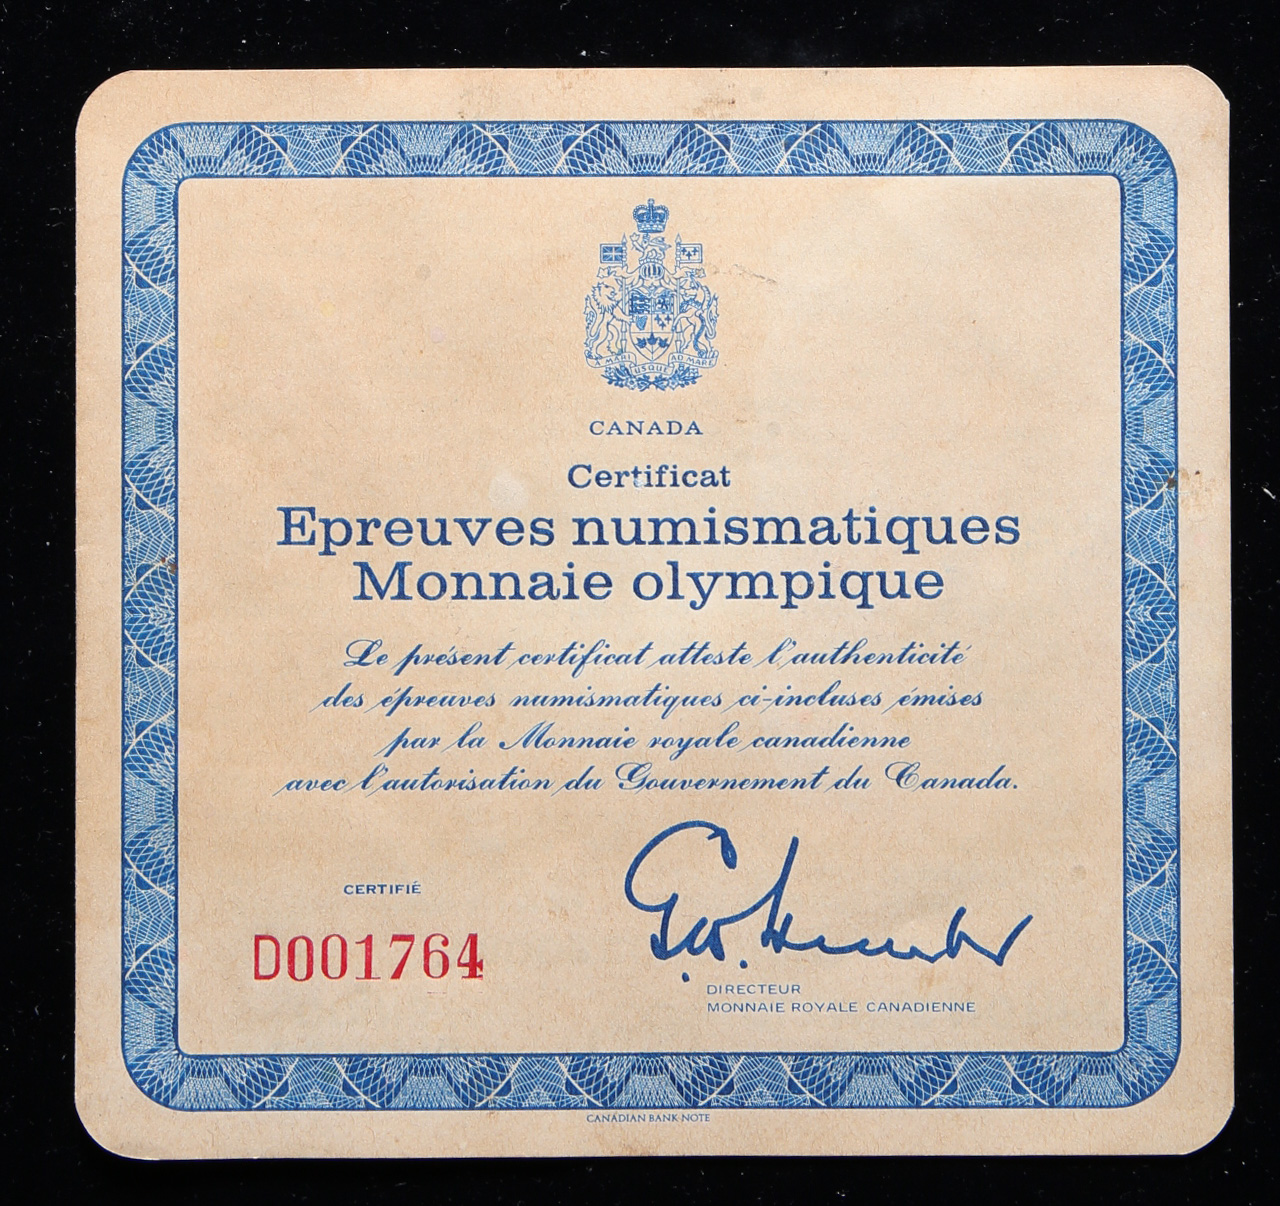 A MARI USQUE AD MARE
CANADA
Certificat
Epreuves numismatiques
Monnaie olympique
Le présent certificat atteste l'authenticité
des épreuves numismatiques ci-incluses émises
par la Monnaie royale canadienne
avec l'autorisation du Gouvernement du Canada.
CERTIFIÉ
D001764
DIRECTEUR
MONNAIE ROYALE CANADIENNE
CANADIAN BANK NOTE